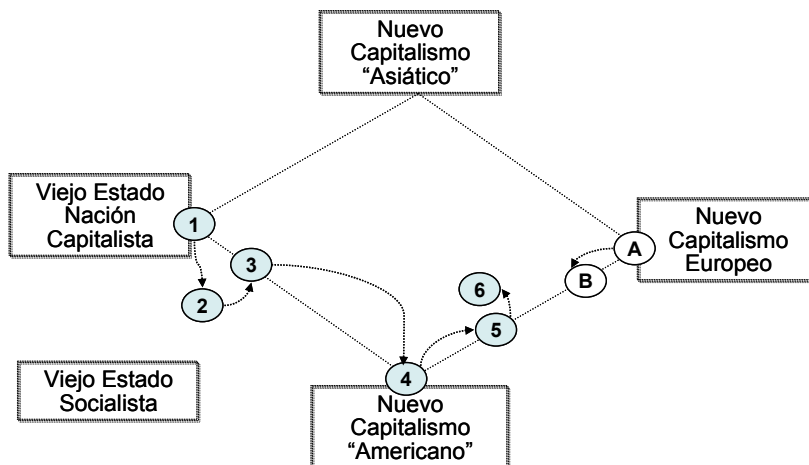 Nuevo
Capitalismo
“Asiático”
Viejo Estado
Nación
Capitalista
1
3
2
A
B
Nuevo
Capitalismo
Europeo
6
5
4
Viejo Estado
Socialista
Nuevo
Capitalismo
“Americano”